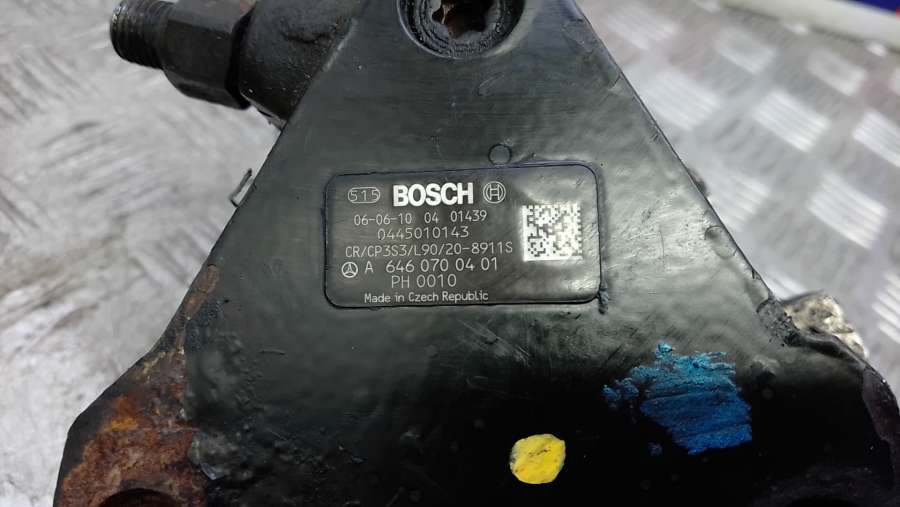 515 BOSCH
06-06-10 04 01439
0445010143
CR/CP3S3/L90/20-8911S
A 646 070 04 01
PH 0010
Made in Czech Republic